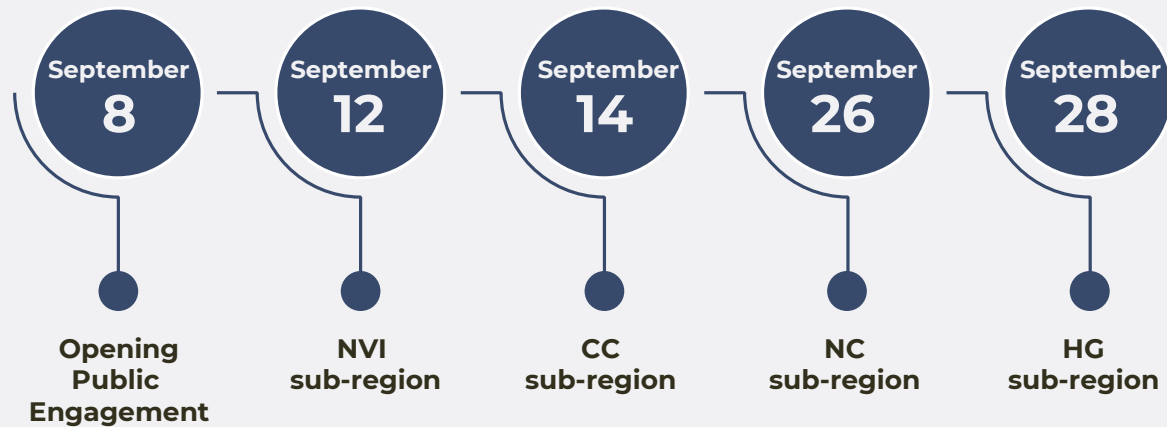 September
8
September
12
September
14
September
26
September
28
Opening
Public
Engagement
NVI
sub-region
CC
sub-region
NC
sub-region
HG
sub-region